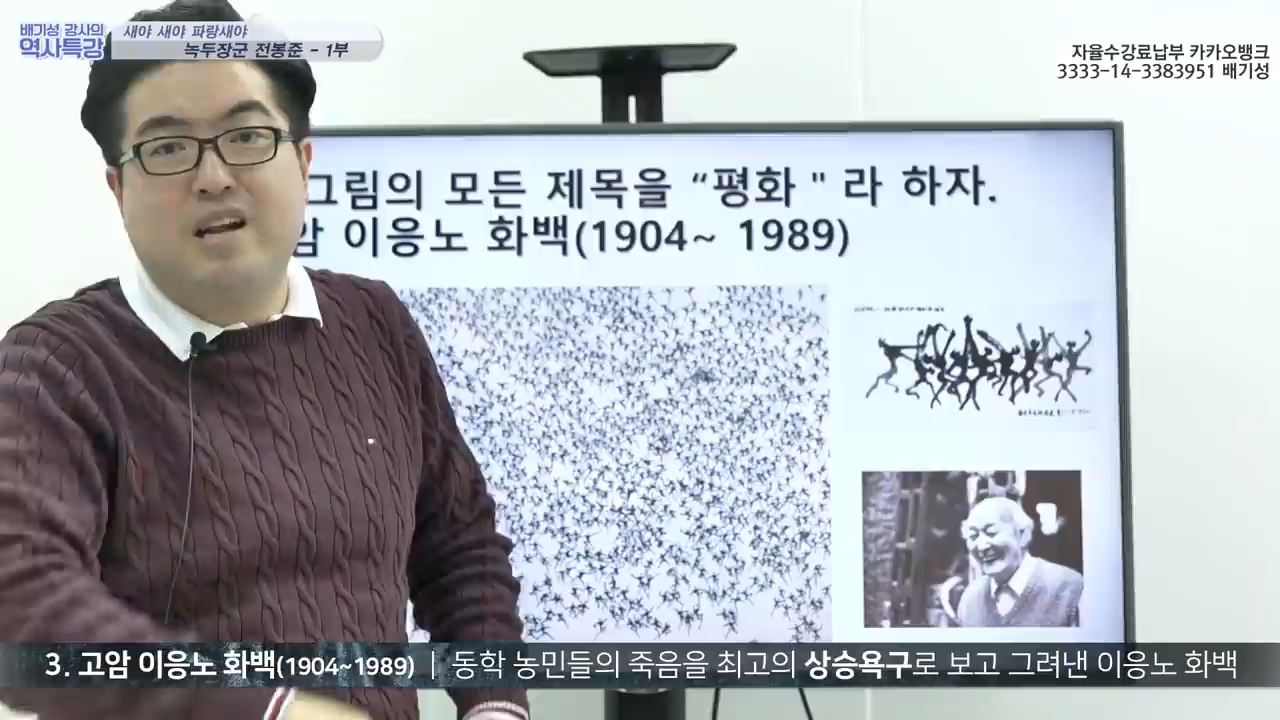 배기성 강사의
역사특강
새야 새야 파랑새야
녹두장군 전봉준 - 1부
자율수강료납부 카카오뱅크
3333-14-3383951 배기성
그림의 모든 제목을 “평화" 라 하자.
암 이응노 화백(1904~ 1989)
3. 고암 이응노 화백(1904~1989) | 동학 농민들의 죽음을 최고의 상승욕구로 보고 그려낸 이응노 화백